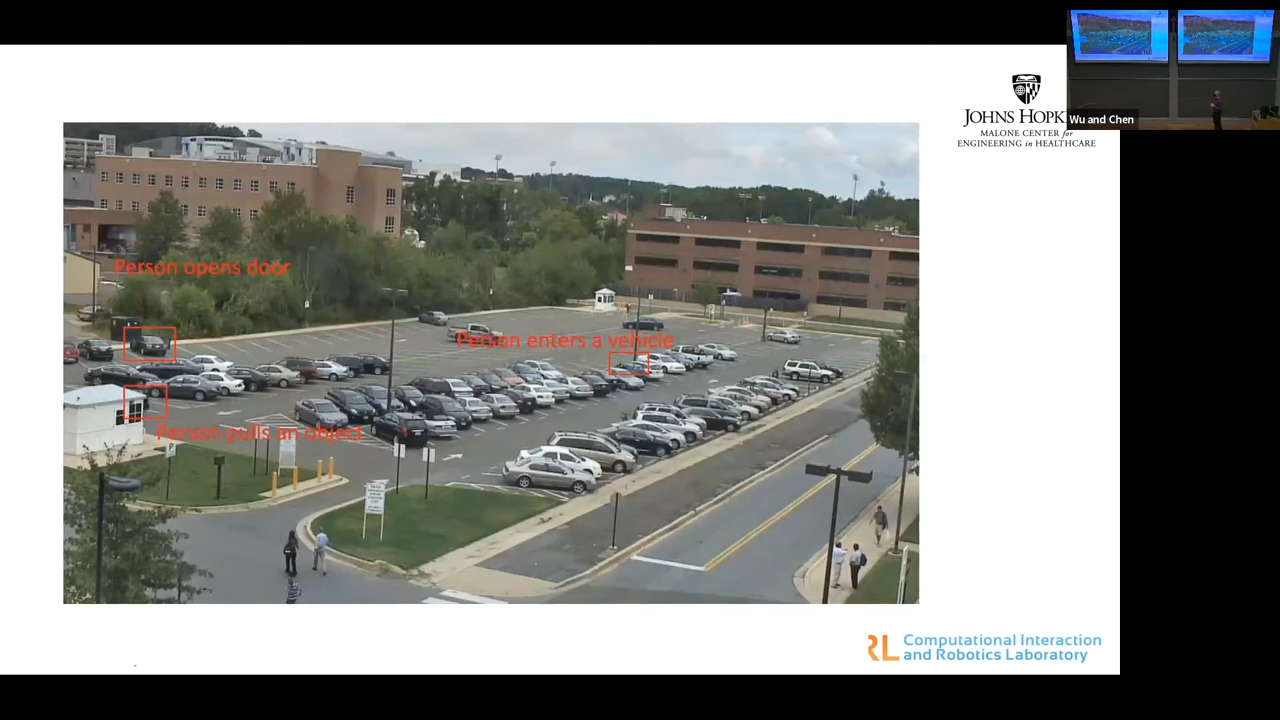 JOHNS HOPK
MALONE CENTER for
ENGINEERING in HEALTHCARE
Wu and Chen
Person opens door
Person enters a vehicle
Person pulls an object
RL Computational Interaction
and Robotics Laboratory